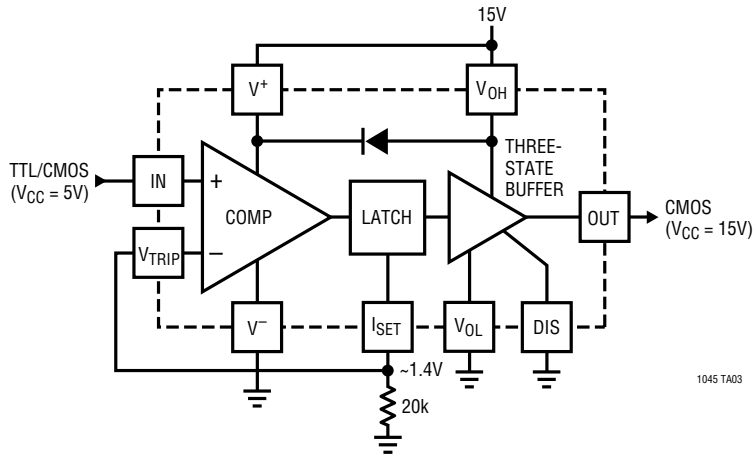 15V
V+
VOH
THREE-
STATE
BUFFER
TTL/CMOS
(VCC = 5V)
IN
+
COMP
LATCH
OUT
CMOS
(VCC = 15V)
VTRIP
–
V–
ISET
VOL
DIS
~1.4V
20k
1045 TA03